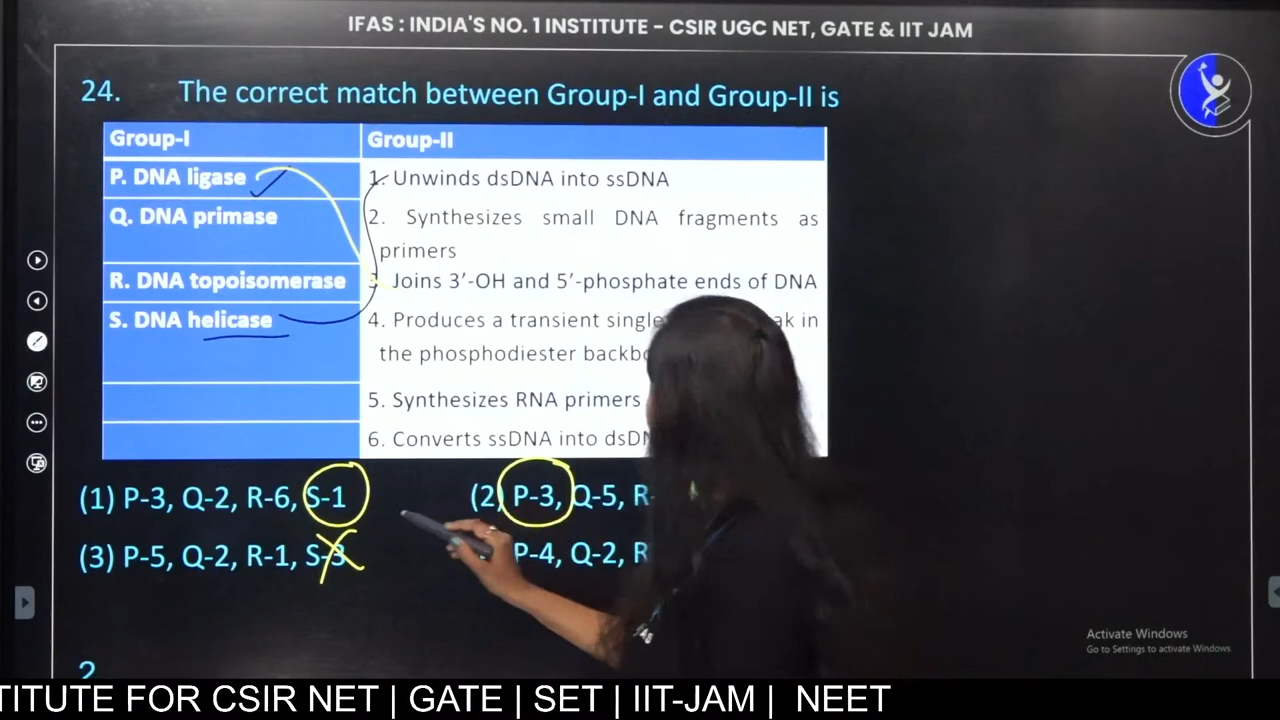 IFAS : INDIA'S NO. 1 INSTITUTE – CSIR UGC NET, GATE & IIT JAM
24. The correct match between Group-I and Group-II is
Group-I Group-II
P. DNA ligase 1. Unwinds dsDNA into ssDNA
Q. DNA primase 2. Synthesizes small DNA fragments as
primers
R. DNA topoisomerase 3. Joins 3′-OH and 5′-phosphate ends of DNA
S. DNA helicase 4. Produces a transient single in
the phosphodiester
5. Synthesizes RNA primers
6. Converts ssDNA into
(1) P-3, Q-2, R-6, S-1 (2) P-3, Q-5,
(3) P-5, Q-2, R-1, S-3 P-4, Q-2,
2
IFAS
Activate Windows
Go to Settings to activate Windows
TITUTE FOR CSIR NET | GATE | SET | IIT-JAM | NEET